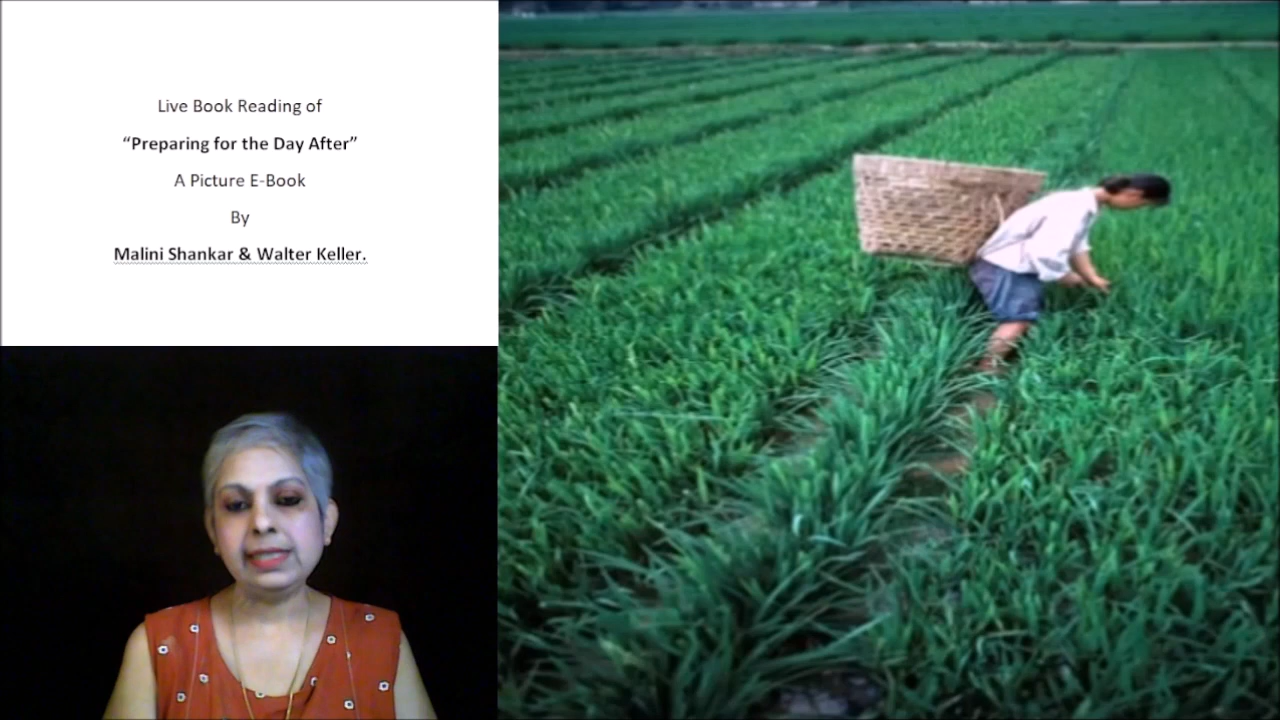 Live Book Reading of
“Preparing for the Day After”
A Picture E-Book
By
Malini Shankar & Walter Keller.